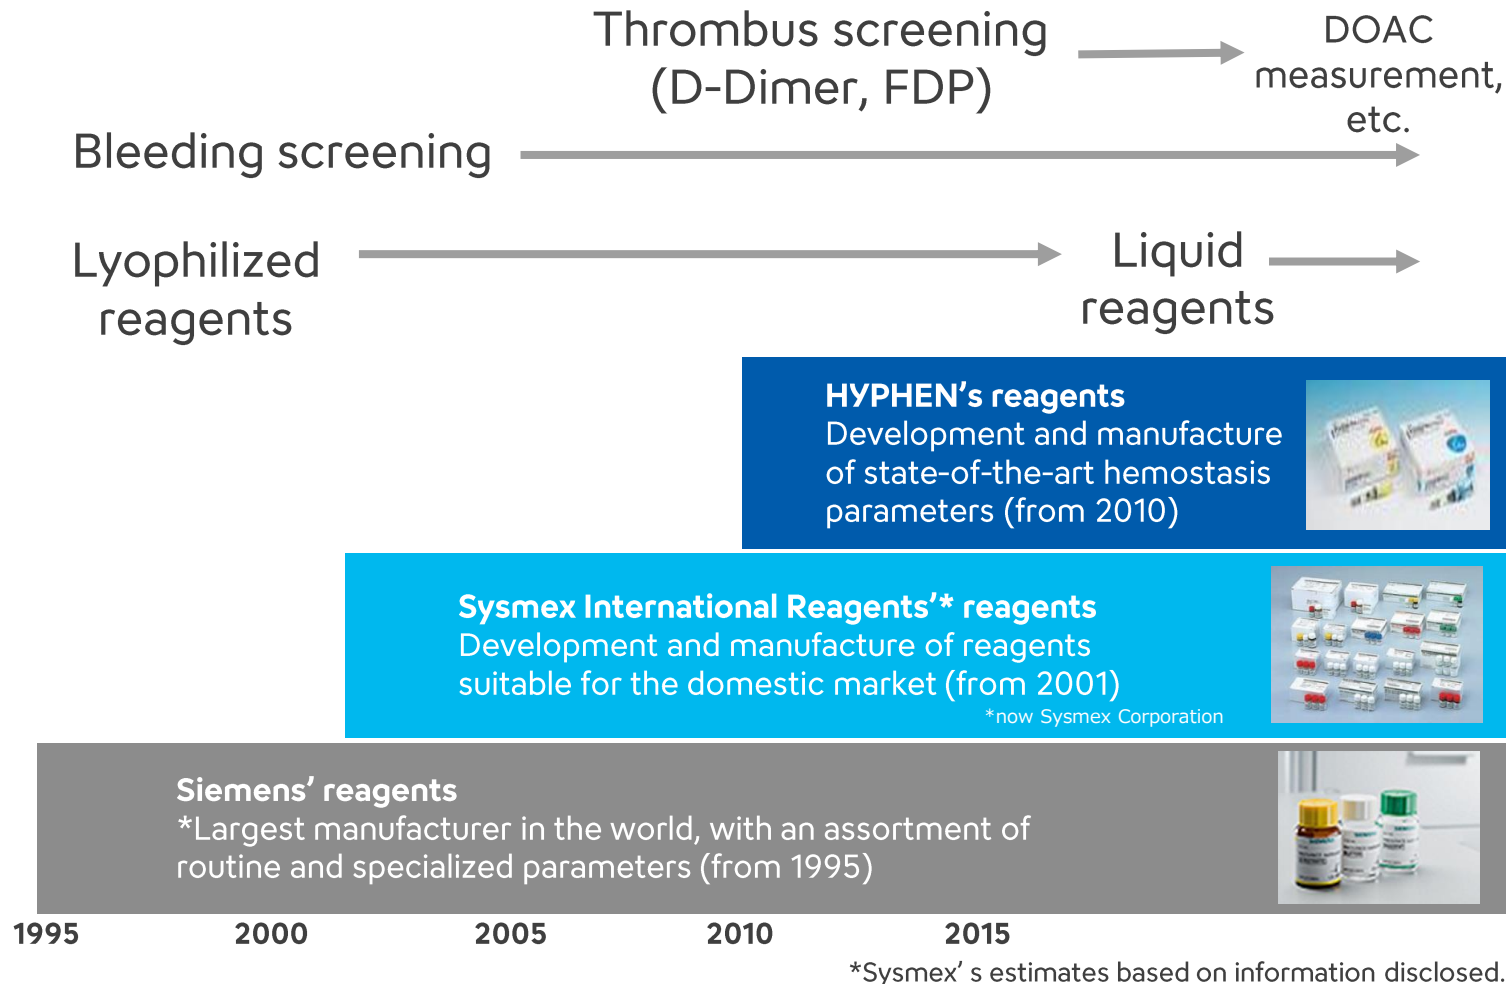 Thrombus screening
(D-Dimer, FDP)
DOAC
measurement,
etc.
Bleeding screening
Lyophilized
reagents
Liquid
reagents
HYPHEN’s reagents
Development and manufacture
of state-of-the-art hemostasis
parameters (from 2010)
Sysmex International Reagents’* reagents
Development and manufacture of reagents
suitable for the domestic market (from 2001)
*now Sysmex Corporation
Siemens’ reagents
*Largest manufacturer in the world, with an assortment of
routine and specialized parameters (from 1995)
1995 2000 2005 2010 2015
*Sysmex’ s estimates based on information disclosed.